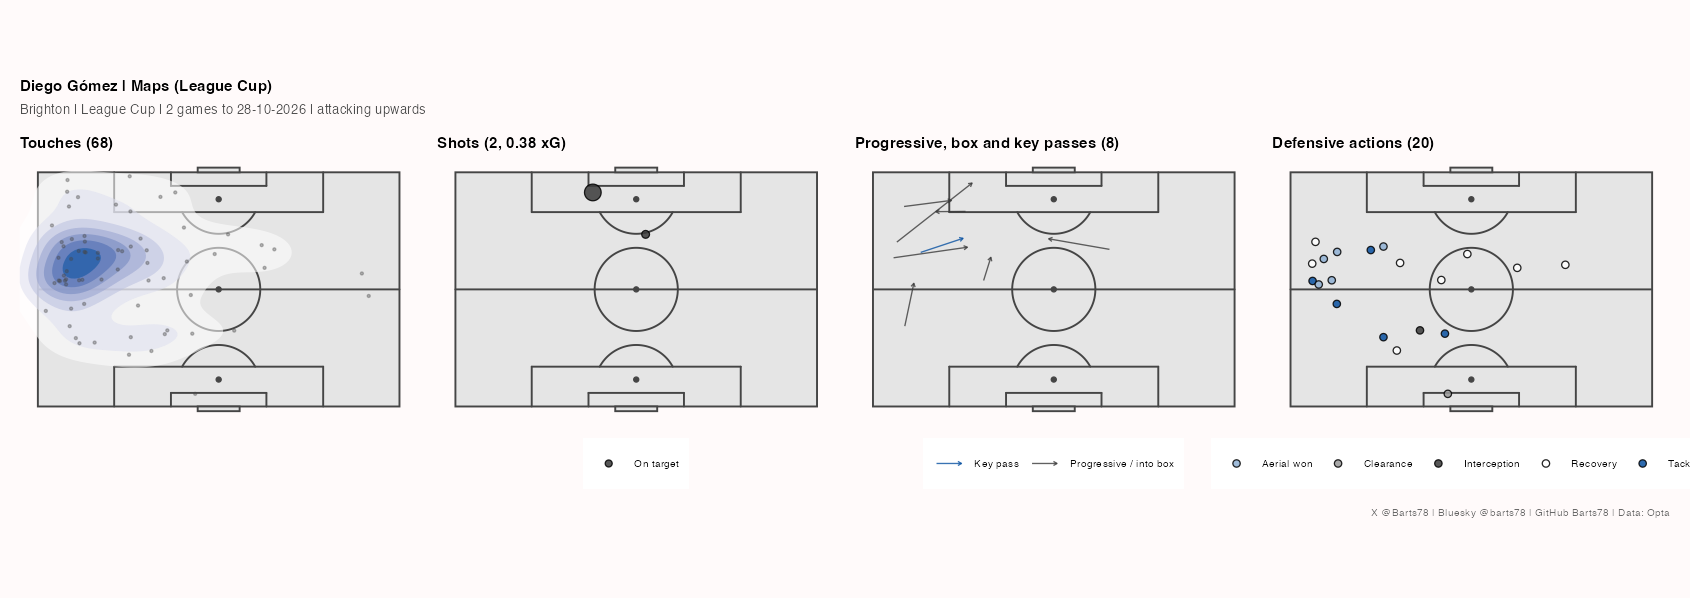 Diego Gómez | Maps (League Cup)
Brighton | League Cup | 2 games to 28-10-2026 | attacking upwards
Touches (68)
Shots (2, 0.38 xG)
Progressive, box and key passes (8)
Defensive actions (20)
On target
Key pass
Progressive / into box
Aerial won
Clearance
Interception
Recovery
Tack
X @Barts78 | Bluesky @barts78 | GitHub Barts78 | Data: Opta